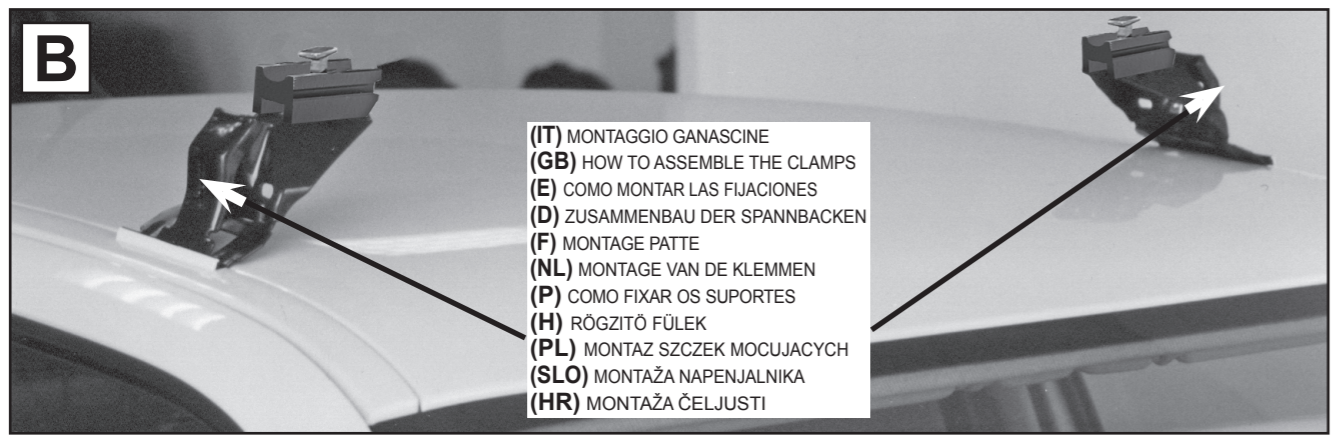 B
(IT) MONTAGGIO GANASCINE
(GB) HOW TO ASSEMBLE THE CLAMPS
(E) COMO MONTAR LAS FIJACIONES
(D) ZUSAMMENBAU DER SPANNBACKEN
(F) MONTAGE PATTE
(NL) MONTAGE VAN DE KLEMMEN
(P) COMO FIXAR OS SUPORTES
(H) RÖGZITÖ FÜLEK
(PL) MONTAZ SZCZEK MOCUJACYCH
(SLO) MONTAŽA NAPENJALNIKA
(HR) MONTAŽA ČELJUSTI